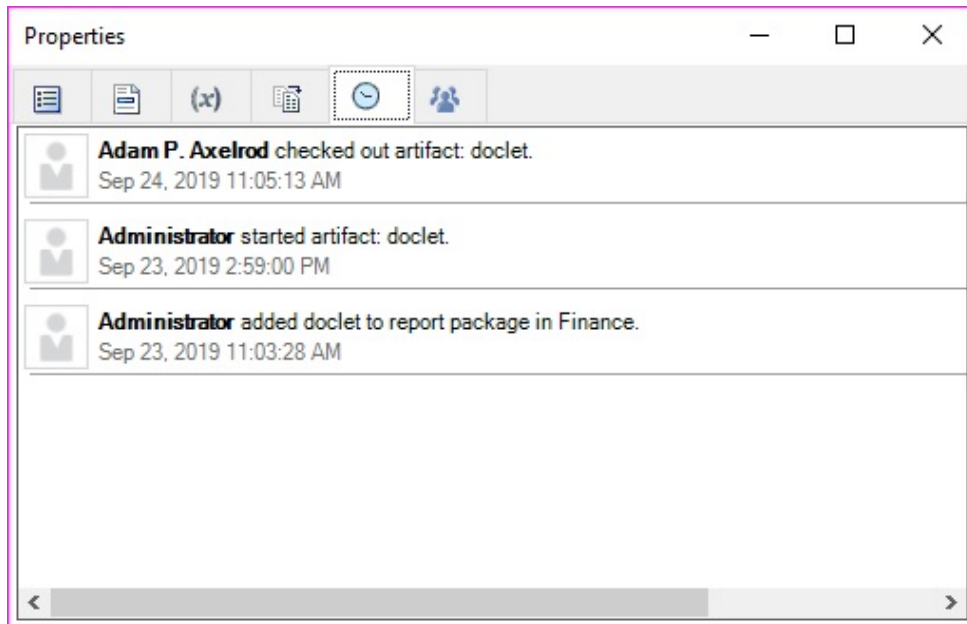 Properties
(x)
Adam P. Axelrod checked out artifact: doclet.
Sep 24, 2019 11:05:13 AM
Administrator started artifact: doclet.
Sep 23, 2019 2:59:00 PM
Administrator added doclet to report package in Finance.
Sep 23, 2019 11:03:28 AM